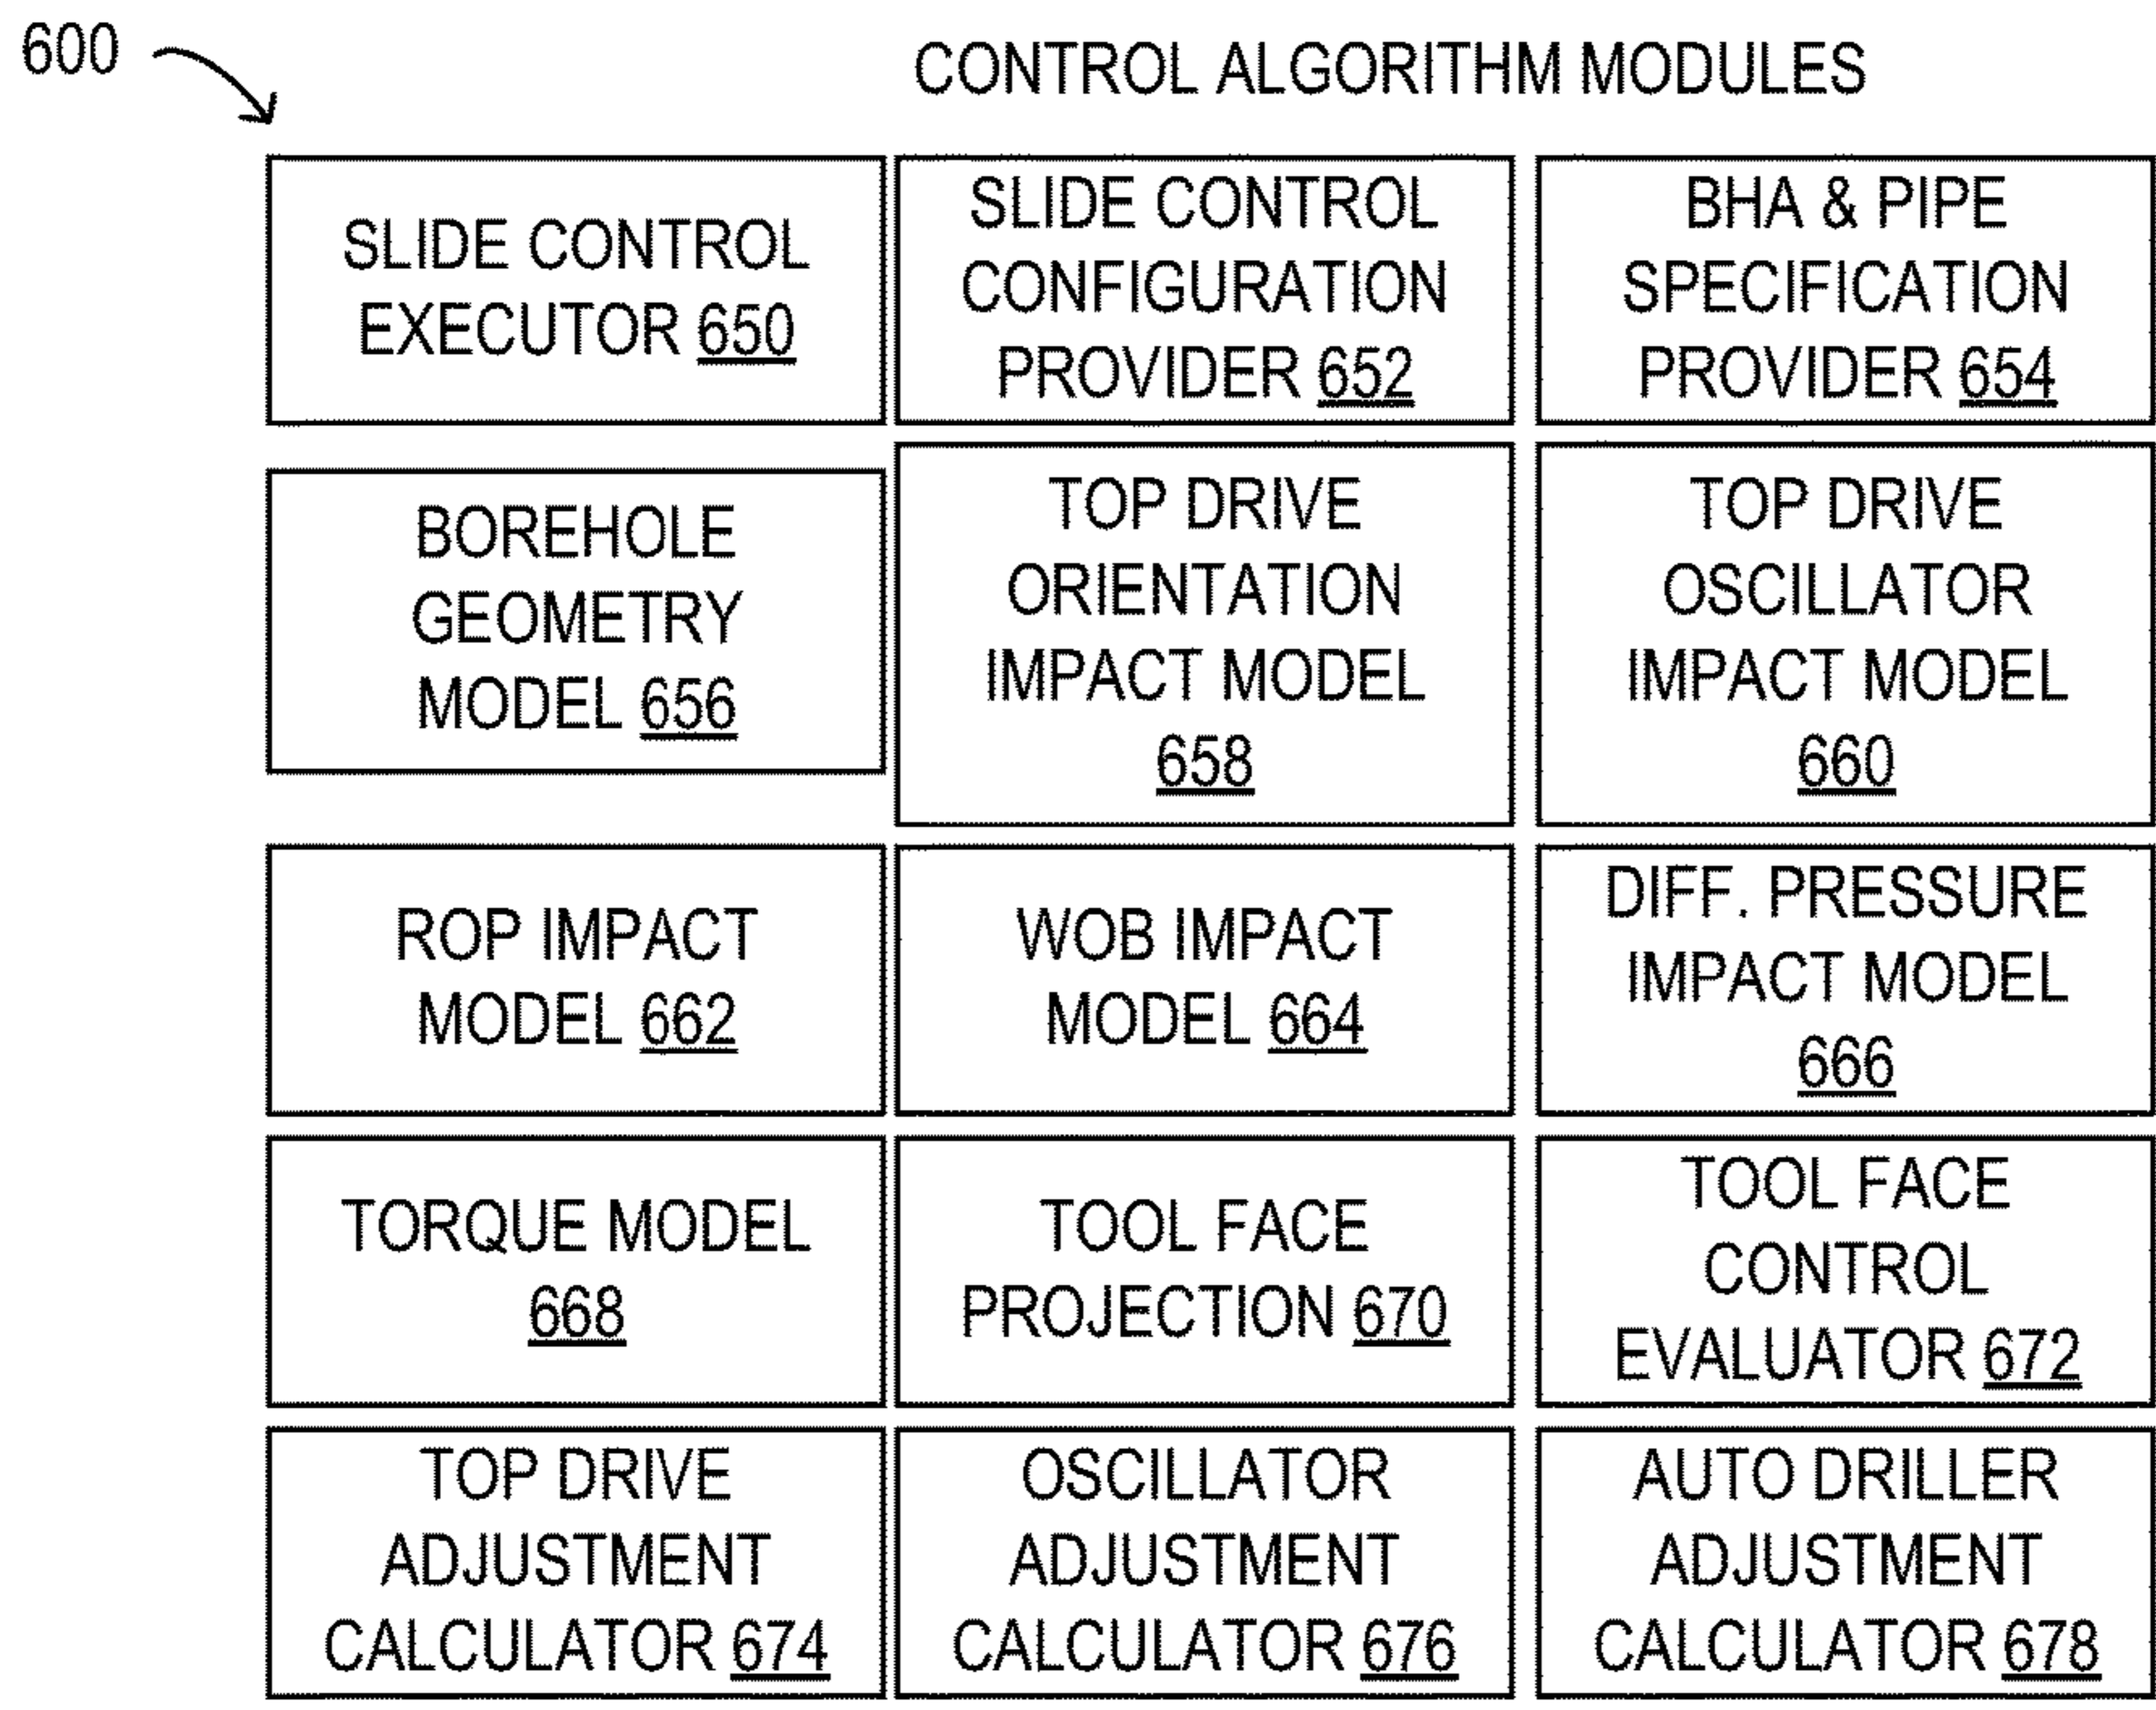 600
CONTROL ALGORITHM MODULES
SLIDE CONTROL
EXECUTOR 650
SLIDE CONTROL
CONFIGURATION
PROVIDER 652
BHA & PIPE
SPECIFICATION
PROVIDER 654
BOREHOLE
GEOMETRY
MODEL 656
TOP DRIVE
ORIENTATION
IMPACT MODEL
658
TOP DRIVE
OSCILLATOR
IMPACT MODEL
660
ROP IMPACT
MODEL 662
WOB IMPACT
MODEL 664
DIFF. PRESSURE
IMPACT MODEL
666
TORQUE MODEL
668
TOOL FACE
PROJECTION 670
TOOL FACE
CONTROL
EVALUATOR 672
TOP DRIVE
ADJUSTMENT
CALCULATOR 674
OSCILLATOR
ADJUSTMENT
CALCULATOR 676
AUTO DRILLER
ADJUSTMENT
CALCULATOR 678